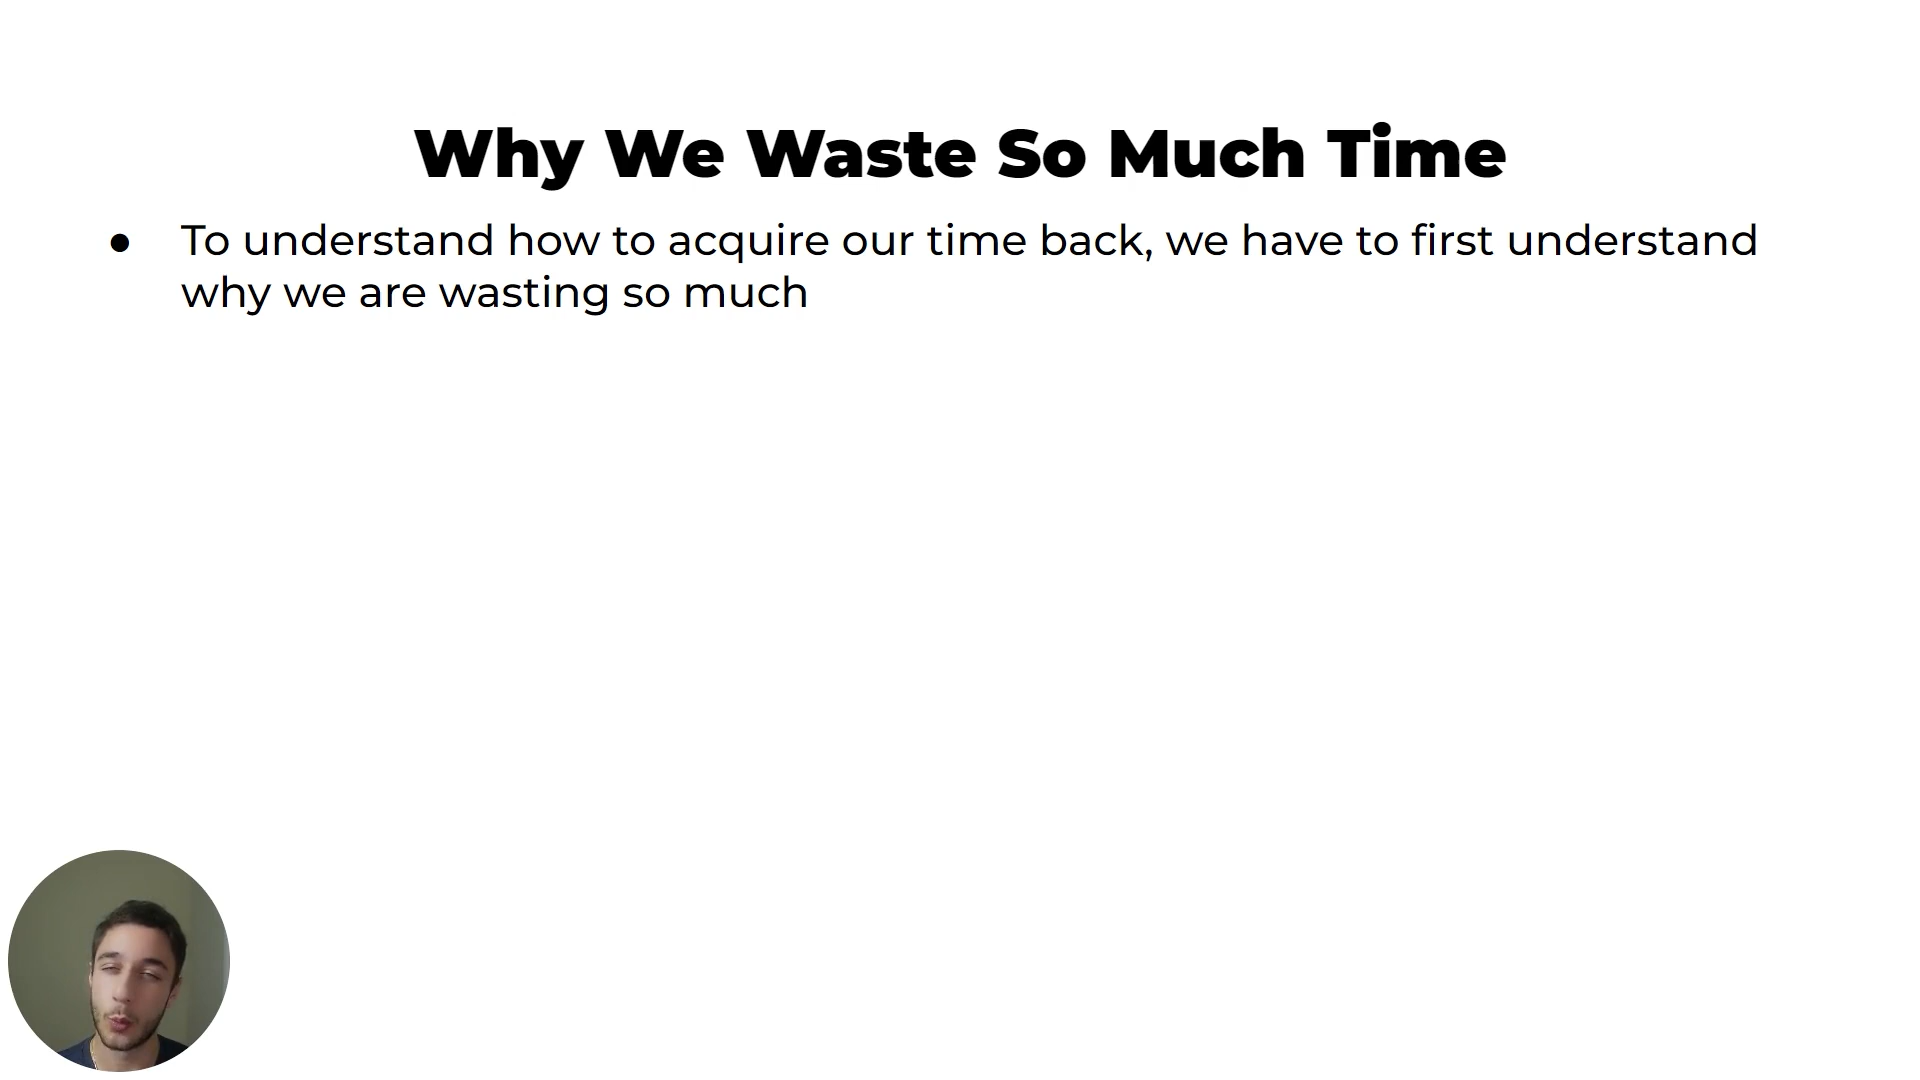 Why We Waste So Much Time
● To understand how to acquire our time back, we have to first understand
why we are wasting so much